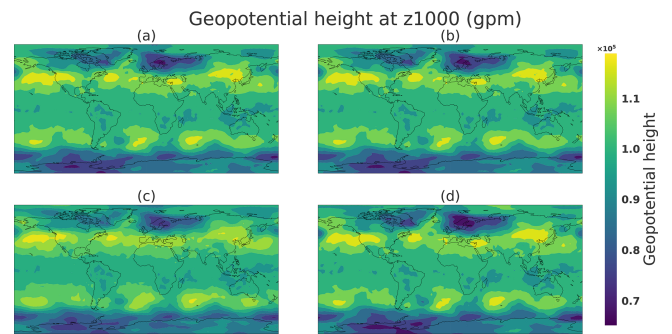 Geopotential height at z1000 (gpm)
(a)
(b)
×10⁵
1.1
1.0
0.9
0.8
0.7
Geopotential height
(c)
(d)